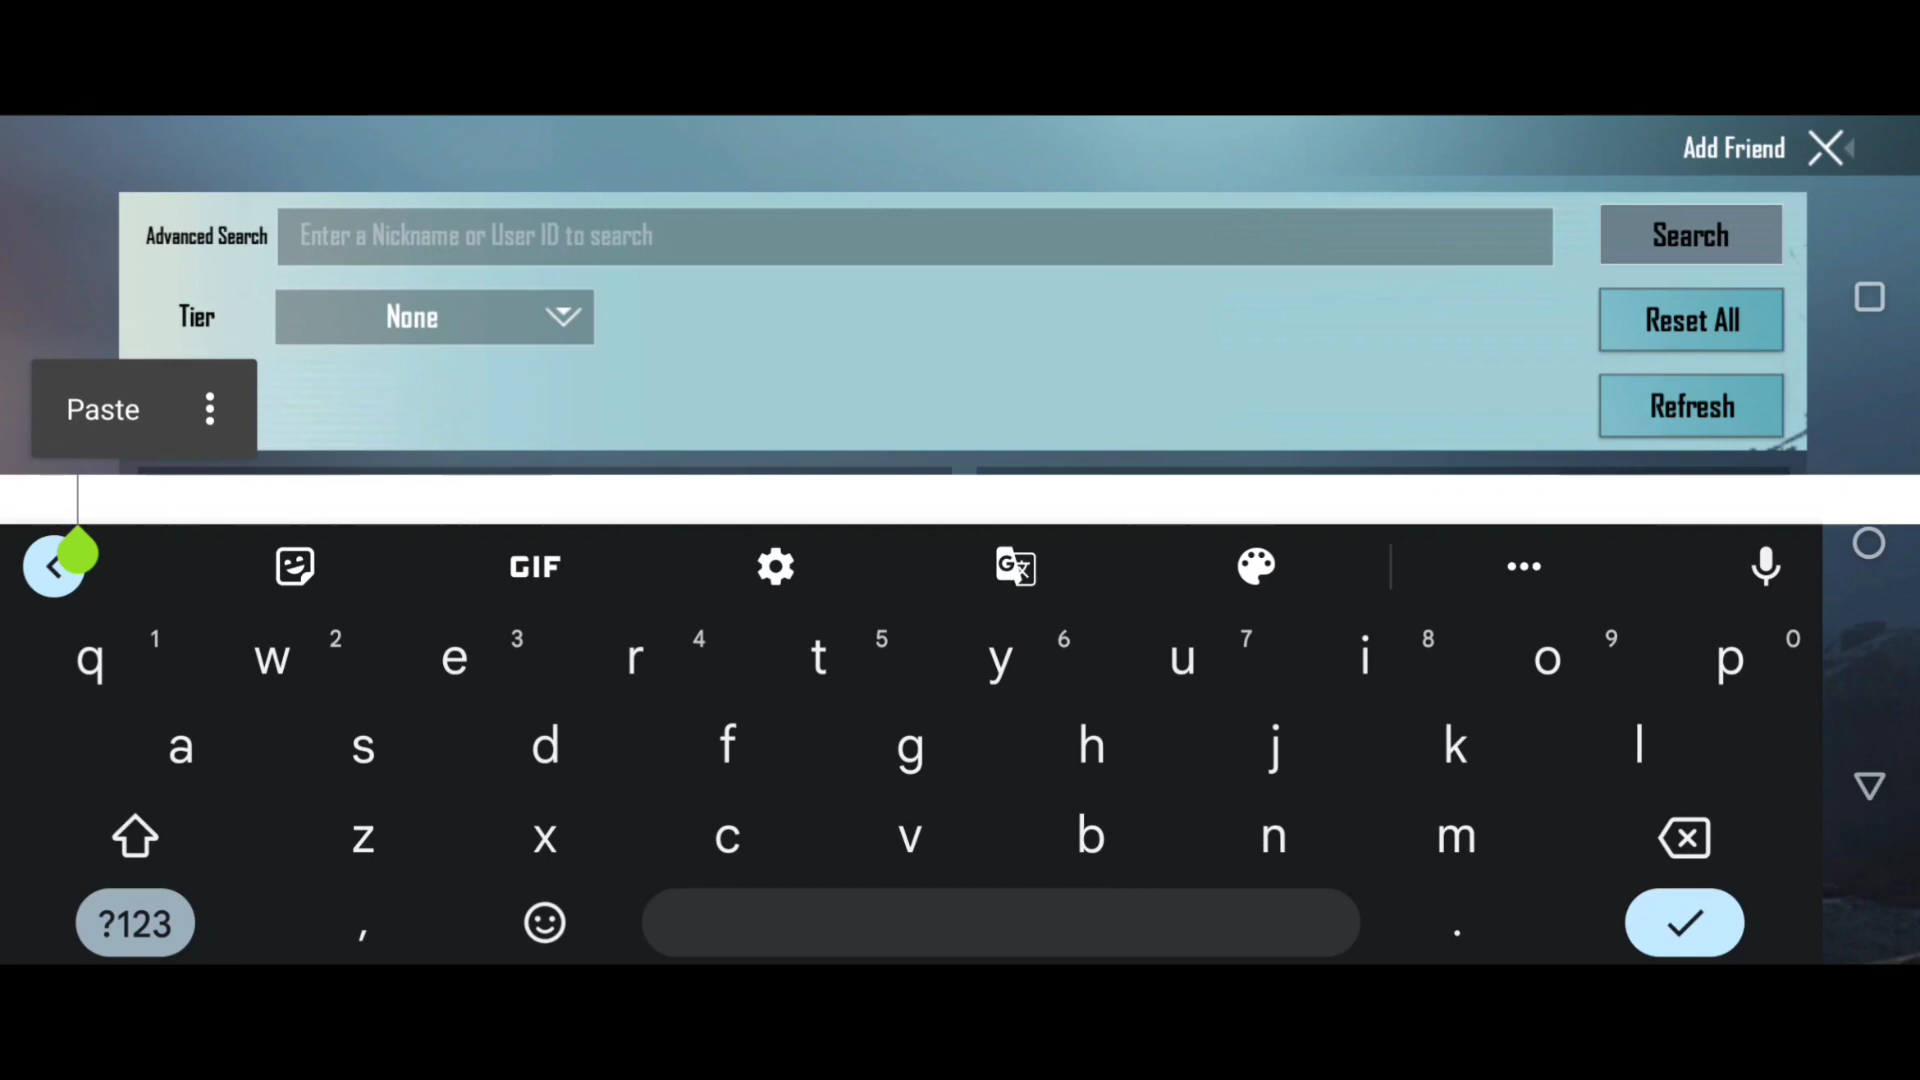 Add Friend
Advanced Search Enter a Nickname or User ID to search Search
Tier None Reset All
Paste Refresh
GIF
q 1 w 2 e 3 r 4 t 5 y 6 u 7 i 8 o 9 p 0
a s d f g h j k l
z x c v b n m
?123 , .